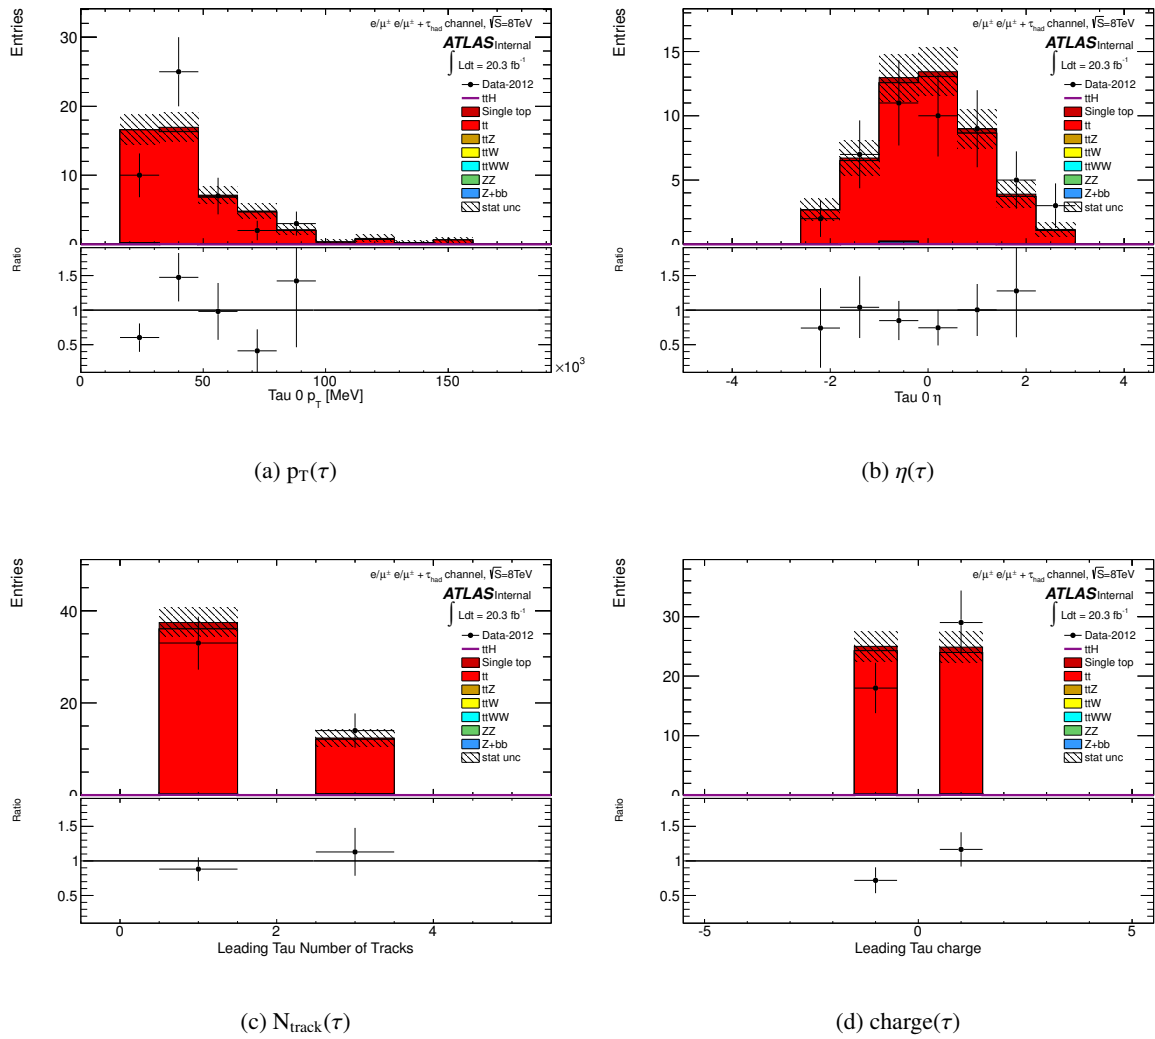 Entries
30
20
10
0
e/μ± e/μ± + τhad channel, √S=8TeV
ATLAS Internal
∫ Ldt = 20.3 fb-1
Data-2012
ttH
Single top
tt
ttZ
ttW
ttWW
ZZ
Z+bb
stat unc
Ratio
1.5
1
0.5
0 50 100 150
×10³
Tau 0 pT [MeV]
(a) pT(τ)
Entries
15
10
5
0
e/μ± e/μ± + τhad channel, √S=8TeV
ATLAS Internal
∫ Ldt = 20.3 fb-1
Data-2012
ttH
Single top
tt
ttZ
ttW
ttWW
ZZ
Z+bb
stat unc
Ratio
1.5
1
0.5
-4 -2 0 2 4
Tau 0 η
(b) η(τ)
Entries
40
20
0
e/μ± e/μ± + τhad channel, √S=8TeV
ATLAS Internal
∫ Ldt = 20.3 fb-1
Data-2012
ttH
Single top
tt
ttZ
ttW
ttWW
ZZ
Z+bb
stat unc
Ratio
1.5
1
0.5
0 2 4
Leading Tau Number of Tracks
(c) Ntrack(τ)
Entries
30
20
10
0
e/μ± e/μ± + τhad channel, √S=8TeV
ATLAS Internal
∫ Ldt = 20.3 fb-1
Data-2012
ttH
Single top
tt
ttZ
ttW
ttWW
ZZ
Z+bb
stat unc
Ratio
1.5
1
0.5
-5 0 5
Leading Tau charge
(d) charge(τ)